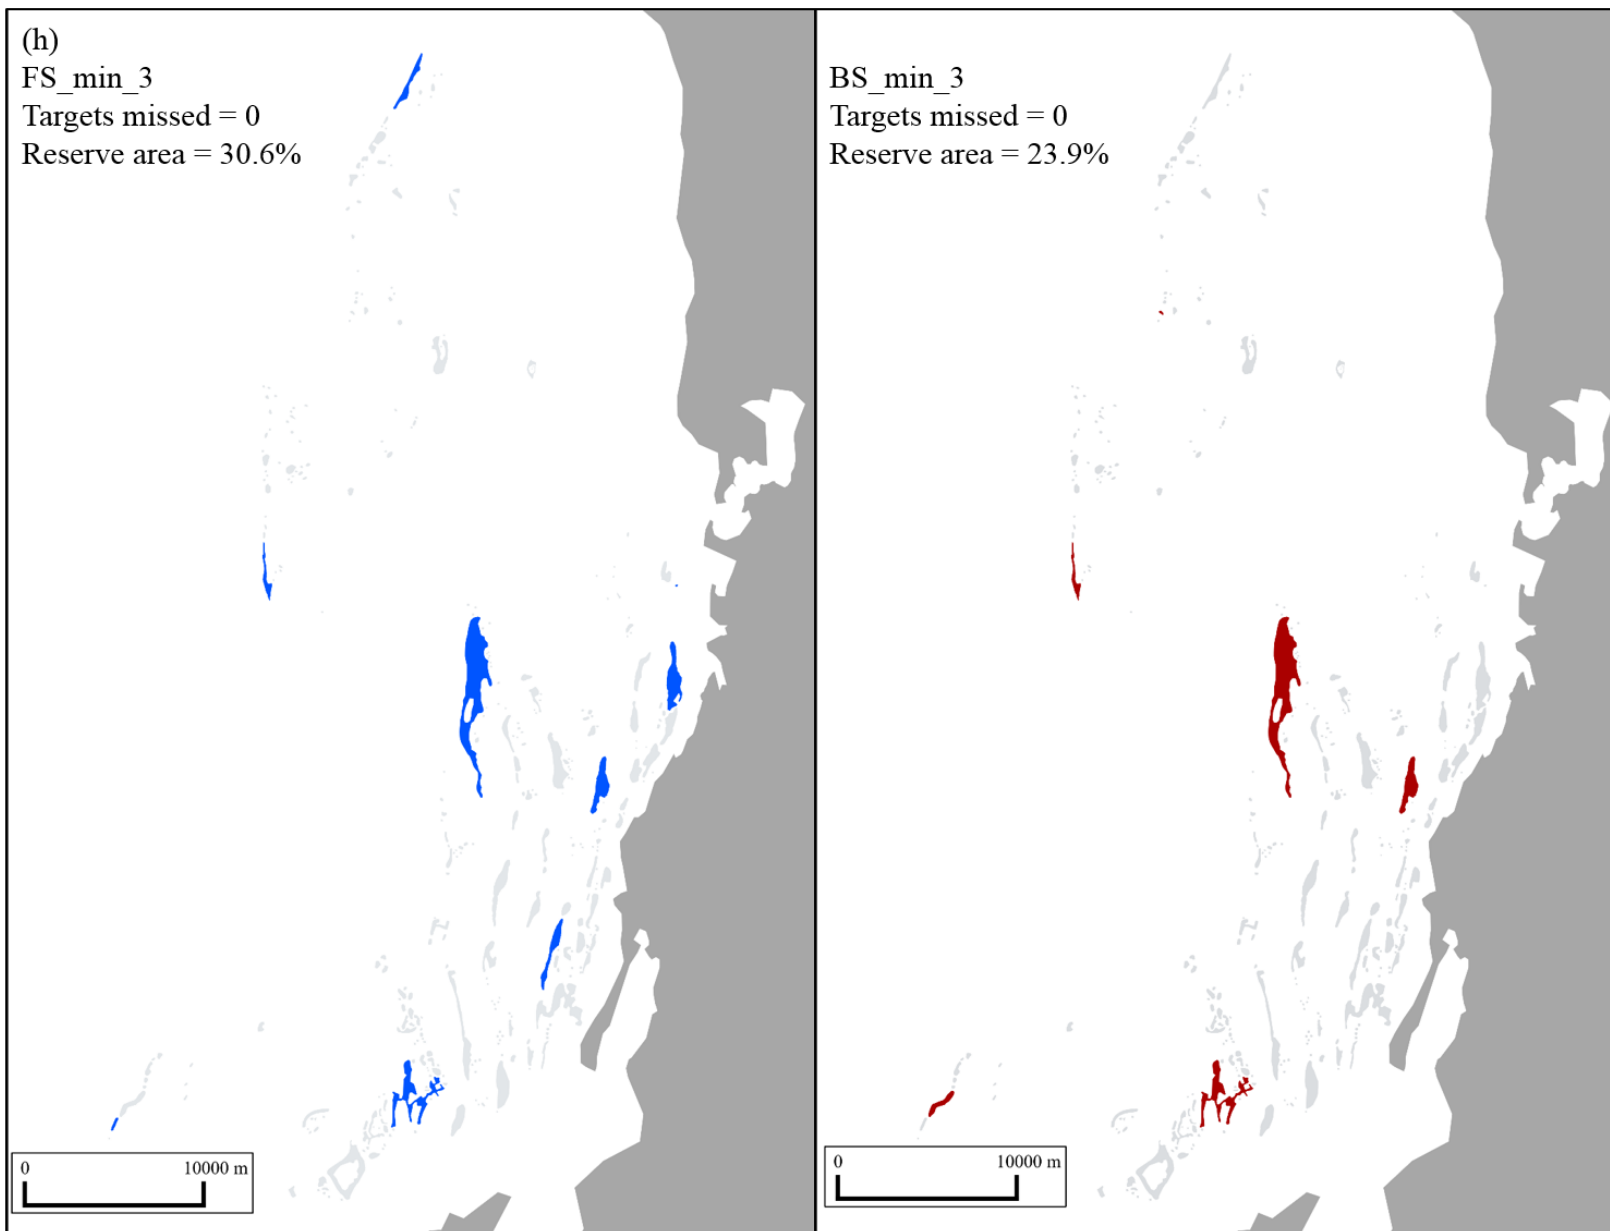 (h)
FS_min_3
Targets missed = 0
Reserve area = 30.6%
BS_min_3
Targets missed = 0
Reserve area = 23.9%
0 10000 m
0 10000 m